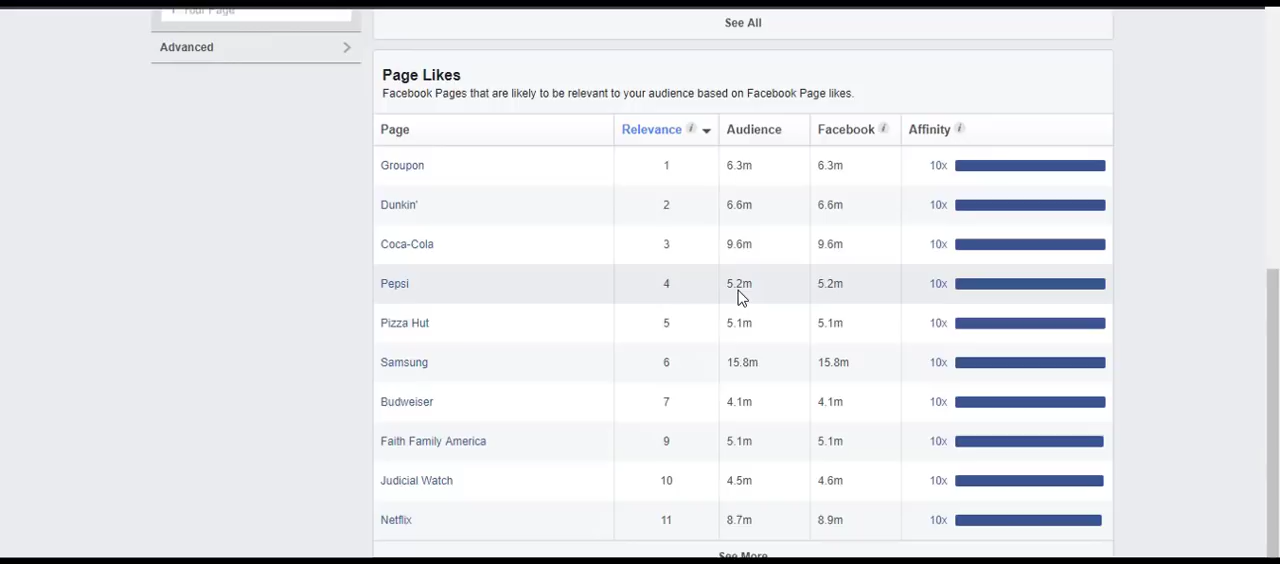 + Your Page
See All
Advanced
Page Likes
Facebook Pages that are likely to be relevant to your audience based on Facebook Page likes.
Page Relevance i Audience Facebook i Affinity i
Groupon 1 6.3m 6.3m 10x
Dunkin' 2 6.6m 6.6m 10x
Coca-Cola 3 9.6m 9.6m 10x
Pepsi 4 5.2m 5.2m 10x
Pizza Hut 5 5.1m 5.1m 10x
Samsung 6 15.8m 15.8m 10x
Budweiser 7 4.1m 4.1m 10x
Faith Family America 9 5.1m 5.1m 10x
Judicial Watch 10 4.5m 4.6m 10x
Netflix 11 8.7m 8.9m 10x
See More